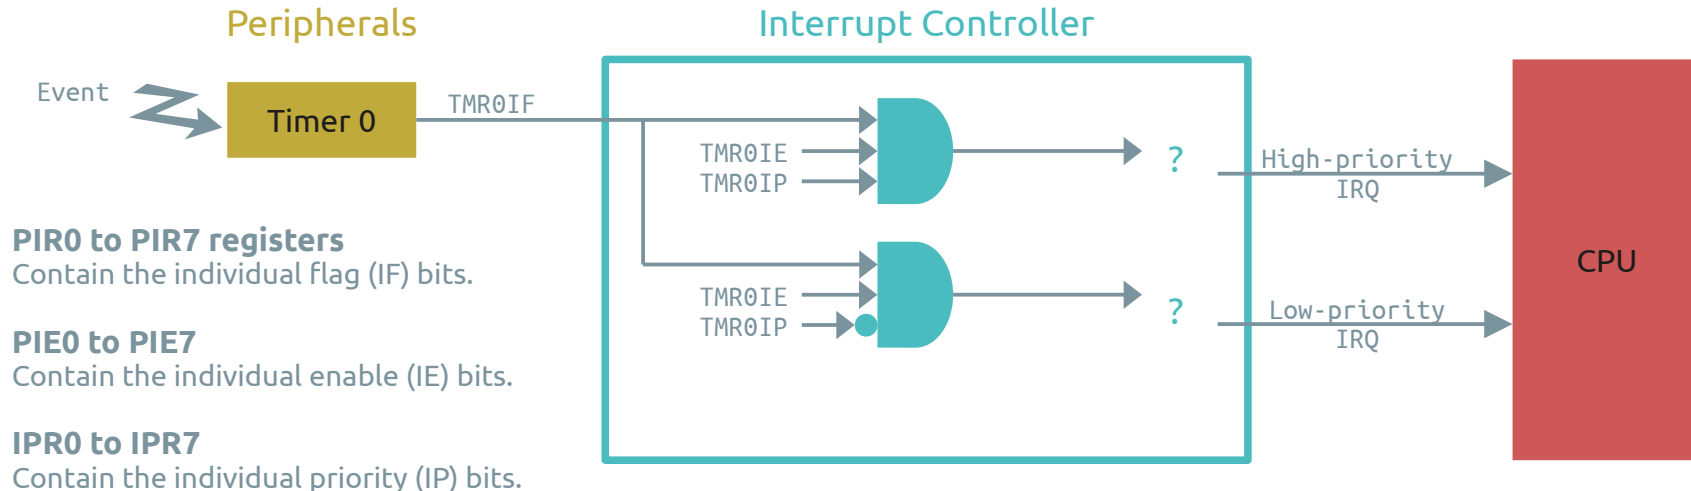 Peripherals
Interrupt Controller
Event
Timer 0
TMR0IF
TMR0IE
TMR0IP
?
High-priority
IRQ
CPU
TMR0IE
TMR0IP
?
Low-priority
IRQ
PIR0 to PIR7 registers
Contain the individual flag (IF) bits.
PIE0 to PIE7
Contain the individual enable (IE) bits.
IPR0 to IPR7
Contain the individual priority (IP) bits.